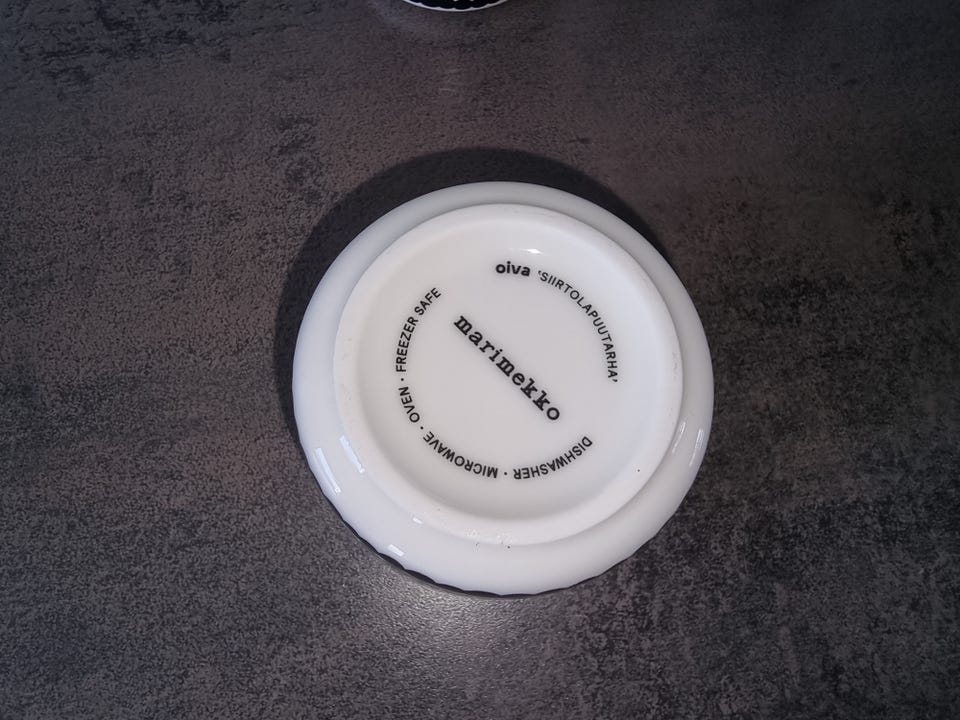 oiva 'SIIRTOLAPUUTARHA'
marimekko
DISHWASHER · MICROWAVE · OVEN · FREEZER SAFE